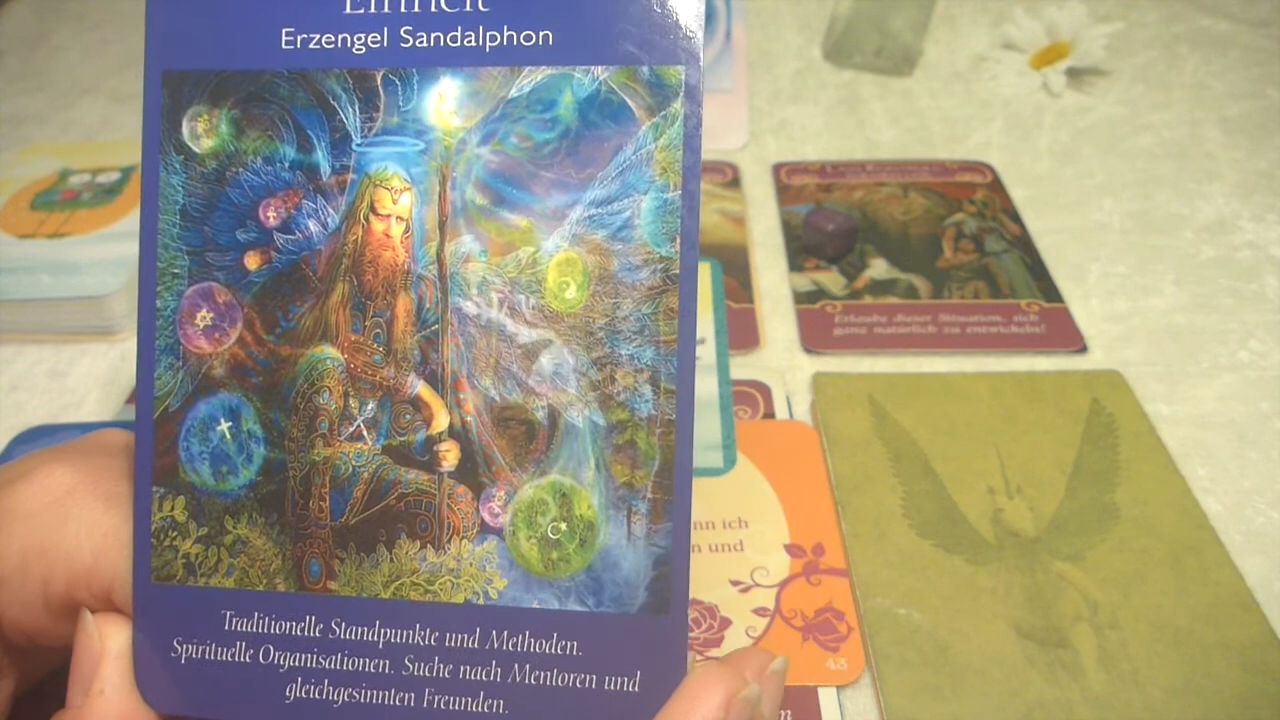 Einheit
Erzengel Sandalphon
Traditionelle Standpunkte und Methoden.
Spirituelle Organisationen. Suche nach Mentoren und
gleichgesinnten Freunden.
Erlaube dieser Situation, sich
ganz natürlich zu entwickeln!
nn ich
n und
43